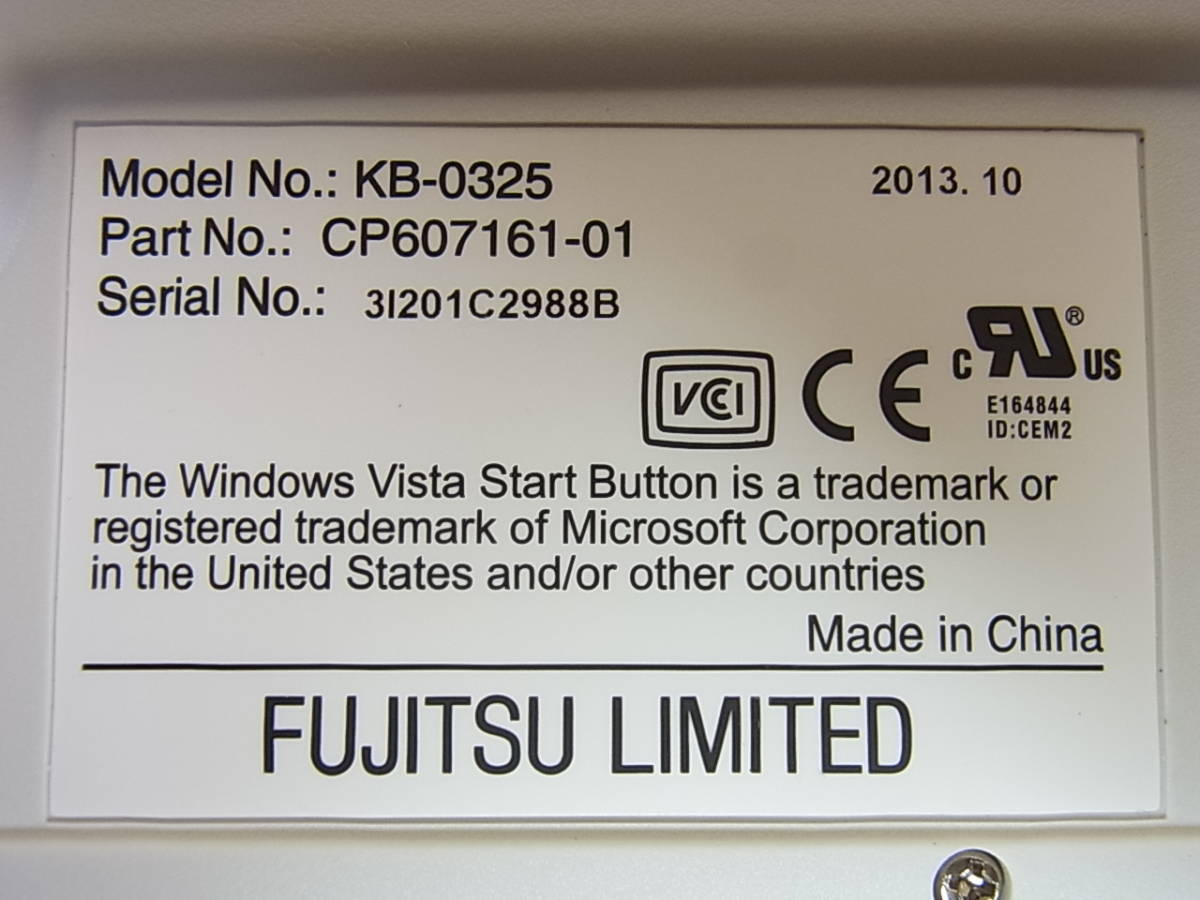 Model No.: KB-0325 2013. 10
Part No.: CP607161-01
Serial No.: 3I201C2988B
VCCI CE c RU ® US
E164844
ID:CEM2
The Windows Vista Start Button is a trademark or
registered trademark of Microsoft Corporation
in the United States and/or other countries
Made in China
FUJITSU LIMITED